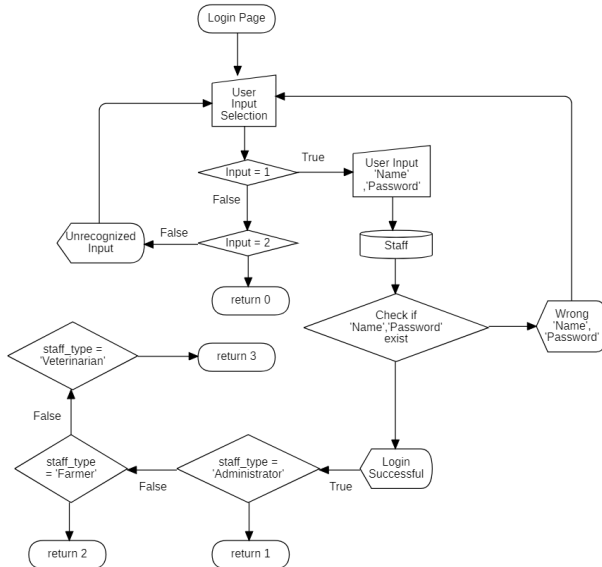 Login Page
User
Input
Selection
Input = 1
True
User Input
'Name'
,'Password'
False
Unrecognized
Input
False
Input = 2
Staff
return 0
Check if
'Name','Password'
exist
Wrong
'Name',
'Password'
staff_type =
'Veterinarian'
return 3
False
staff_type
= 'Farmer'
False
staff_type =
'Administrator'
True
Login
Successful
return 2
return 1